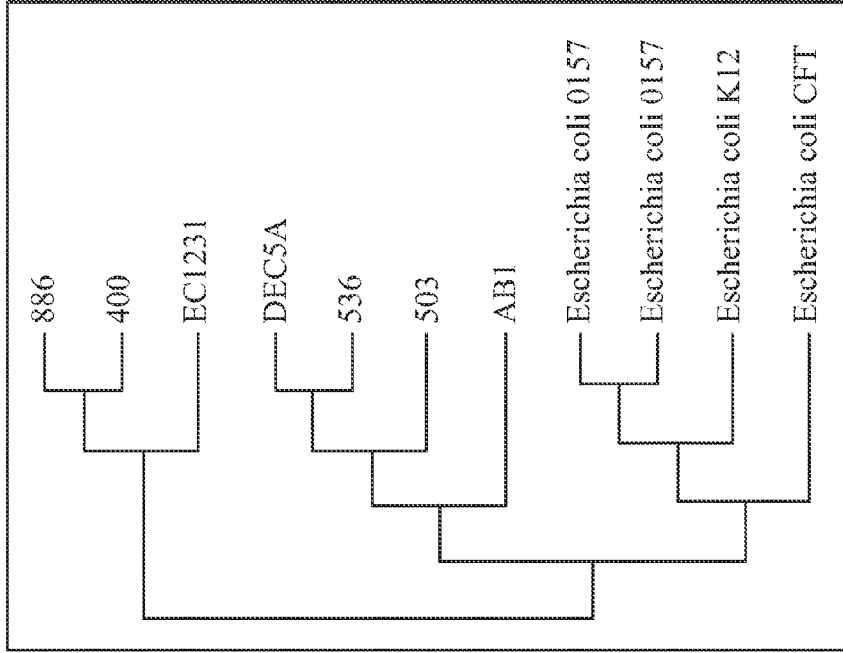 886
400
EC1231
DEC5A
536
503
AB1
Escherichia coli 0157
Escherichia coli 0157
Escherichia coli K12
Escherichia coli CFT